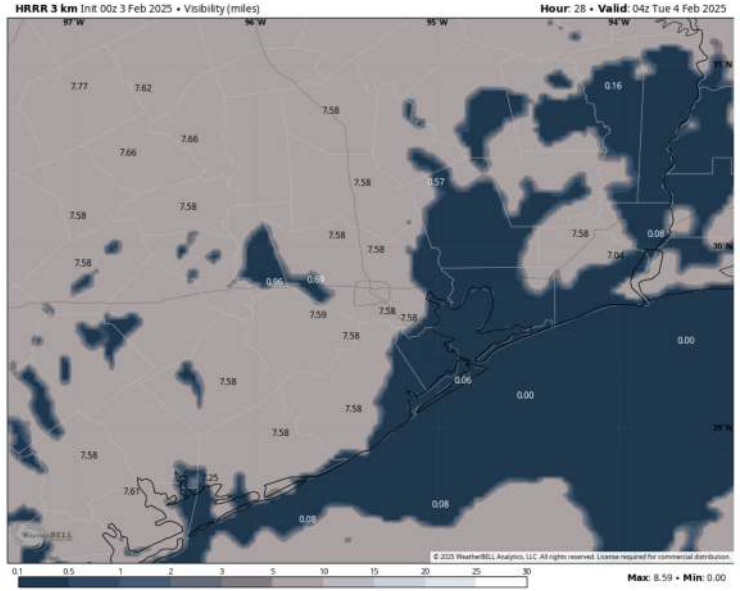 HRRR 3 km Init 00z 3 Feb 2025 • Visibility (miles) Hour: 28 • Valid: 04z Tue 4 Feb 2025
97°W 96°W 95°W 94°W
31°N
7.77 7.62 0.16
7.58
7.66
7.66
7.58 0.57
7.58 7.58
7.58 7.58 0.08
7.58 7.04 30°N
7.58
0.96 0.69
7.59 7.58 7.58
7.58 0.00
7.58 0.06
0.00
7.58
7.58 29°N
7.58
7.25
7.61
0.08 0.08
WeatherBELL
© 2025 WeatherBELL Analytics, LLC. All rights reserved. License required for commercial distribution.
0.1 0.5 1 2 3 5 10 15 20 25 30
Max: 8.59 • Min: 0.00